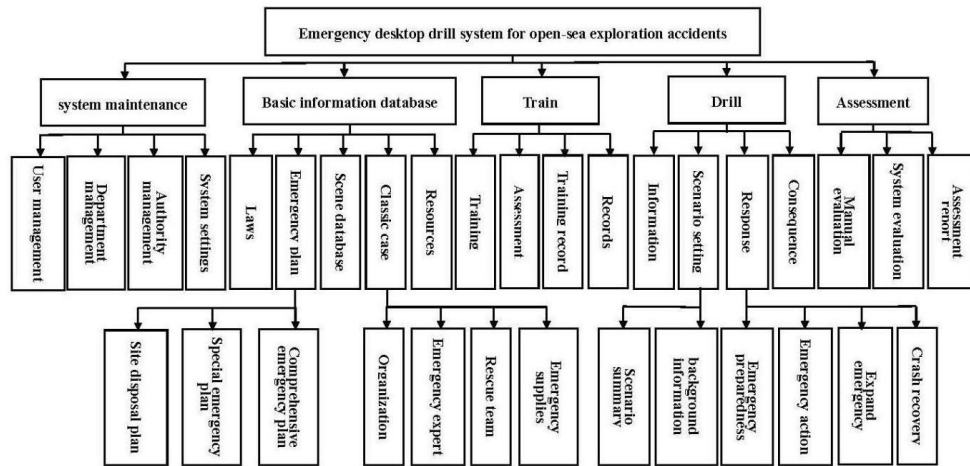 Emergency desktop drill system for open-sea exploration accidents
system maintenance
Basic information database
Train
Drill
Assessment
User management
Department
management
Authority
management
System settings
Laws
Emergency plan
Scene database
Classic case
Resources
Training
Assessment
Training record
Records
Information
Scenario setting
Response
Consequence
Manual
evaluation
System evaluation
Assessment
report
Site disposal plan
Special emergency
plan
Comprehensive
emergency plan
Organization
Emergency expert
Rescue team
Emergency
supplies
Scenario
summary
background
information
Emergency
preparedness
Emergency action
Expand
emergency
Crash recovery